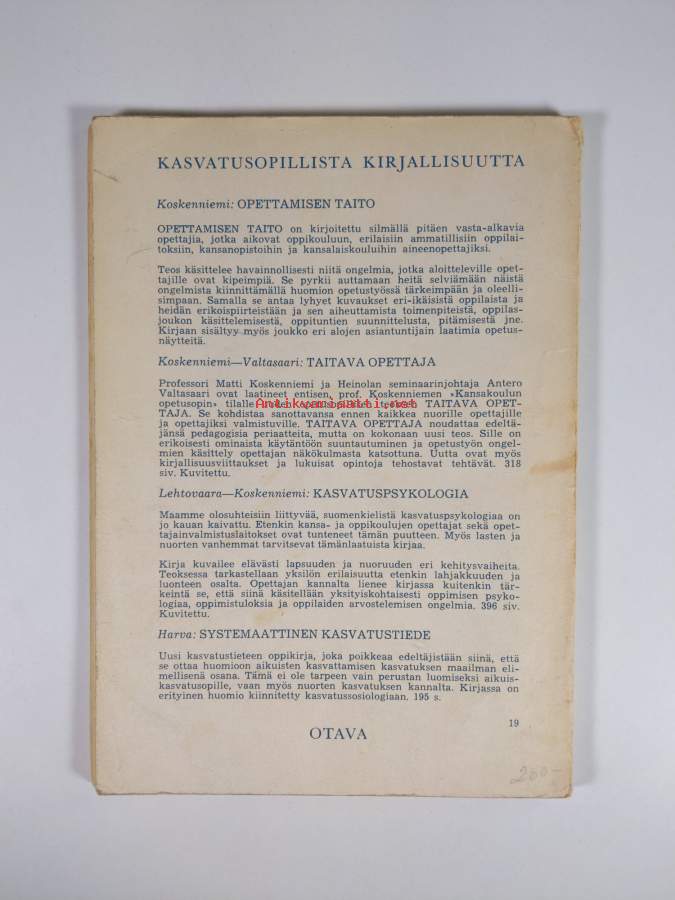 KASVATUSOPILLISTA KIRJALLISUUTTA
Koskenniemi: OPETTAMISEN TAITO
OPETTAMISEN TAITO on kirjoitettu silmällä pitäen vasta-alkavia
opettajia, jotka aikovat oppikouluun, erilaisiin ammatillisiin oppilai-
toksiin, kansanopistoihin ja kansalaiskouluihin aineenopettajiksi.
Teos käsittelee havainnollisesti niitä ongelmia, jotka aloitteleville opet-
tajille ovat kipeimpiä. Se pyrkii auttamaan heitä selviämään näistä
ongelmista kiinnittämällä huomion opetustyössä tärkeimpään ja oleelli-
simpaan. Samalla se antaa lyhyet kuvaukset eri-ikäisistä oppilaista ja
heidän erikoispiirteistään ja sen aiheuttamista toimenpiteistä, oppilas-
joukon käsittelemisestä, oppituntien suunnittelusta, pitämisestä jne.
Kirjaan sisältyy myös joukko eri alojen asiantuntijain laatimia opetus-
näytteitä.
Koskenniemi—Valtasaari: TAITAVA OPETTAJA
Professori Matti Koskenniemi ja Heinolan seminaarinjohtaja Antero
Valtasaari ovat laatineet entisen, prof. Koskenniemen »Kansakoulun
opetusopin» tilalle uuden TAITAVA OPET-
Antikvariaatti.net
TAJA. Se kohdistaa sanottavansa ennen kaikkea nuorille opettajille
ja opettajiksi valmistuville. TAITAVA OPETTAJA noudattaa edeltä-
jänsä pedagogisia periaatteita, mutta on kokonaan uusi teos. Sille on
erikoisesti ominaista käytäntöön suuntautuminen ja opetustyön ongel-
mien käsittely opettajan näkökulmasta katsottuna. Uutta ovat myös
kirjallisuusviittaukset ja lukuisat opintoja tehostavat tehtävät. 318
siv. Kuvitettu.
Lehtovaara—Koskenniemi: KASVATUSPSYKOLOGIA
Maamme olosuhteisiin liittyvää, suomenkielistä kasvatuspsykologiaa on
jo kauan kaivattu. Etenkin kansa- ja oppikoulujen opettajat sekä opet-
tajainvalmistuslaitokset ovat tunteneet tämän puutteen. Myös lasten ja
nuorten vanhemmat tarvitsevat tämänlaatuista kirjaa.
Kirja kuvailee elävästi lapsuuden ja nuoruuden eri kehitysvaiheita.
Teoksessa tarkastellaan yksilön erilaisuutta etenkin lahjakkuuden ja
luonteen osalta. Opettajan kannalta lienee kirjassa kuitenkin tär-
keintä se, että siinä käsitellään yksityiskohtaisesti oppimisen psyko-
logiaa, oppimistuloksia ja oppilaiden arvostelemisen ongelmia. 396 siv.
Kuvitettu.
Harva: SYSTEMAATTINEN KASVATUSTIEDE
Uusi kasvatustieteen oppikirja, joka poikkeaa edeltäjistään siinä, että
se ottaa huomioon aikuisten kasvattamisen kasvatuksen maailman eli-
mellisenä osana. Tämä ei ole tarpeen vain perustan luomiseksi aikuis-
kasvatusopille, vaan myös nuorten kasvatuksen kannalta. Kirjassa on
erityinen huomio kiinnitetty kasvatussosiologiaan. 195 s.
19
OTAVA
200-